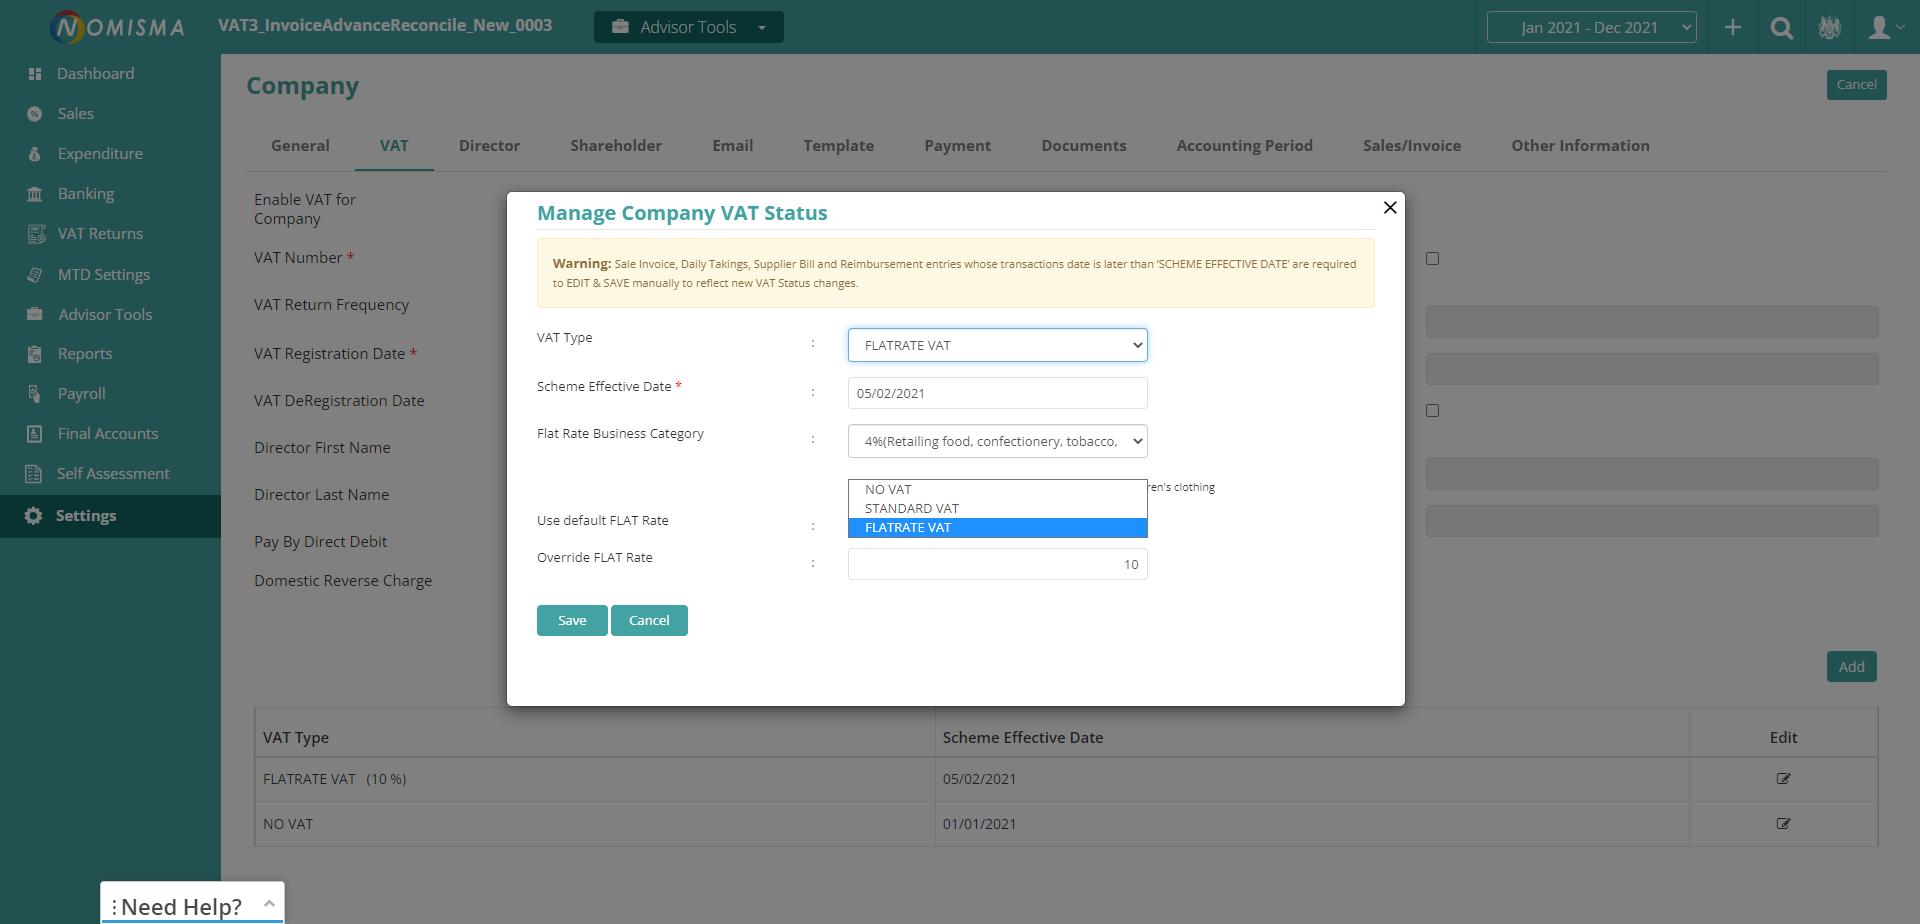 NOMISMA
VAT3_InvoiceAdvanceReconcile_New_0003
Advisor Tools
Jan 2021 - Dec 2021
Dashboard
Sales
Expenditure
Banking
VAT Returns
MTD Settings
Advisor Tools
Reports
Payroll
Final Accounts
Self Assessment
Settings
Company
Cancel
General
VAT
Director
Shareholder
Email
Template
Payment
Documents
Accounting Period
Sales/Invoice
Other Information
Enable VAT for
Company
VAT Number *
VAT Return Frequency
VAT Registration Date *
VAT DeRegistration Date
Director First Name
Director Last Name
Pay By Direct Debit
Domestic Reverse Charge
Manage Company VAT Status
Warning: Sale Invoice, Daily Takings, Supplier Bill and Reimbursement entries whose transactions date is later than ‘SCHEME EFFECTIVE DATE’ are required
to EDIT & SAVE manually to reflect new VAT Status changes.
VAT Type : FLATRATE VAT
Scheme Effective Date * : 05/02/2021
Flat Rate Business Category : 4%(Retailing food, confectionery, tobacco,
ren's clothing
NO VAT
STANDARD VAT
FLATRATE VAT
Use default FLAT Rate :
Override FLAT Rate : 10
Save
Cancel
Add
VAT Type Scheme Effective Date Edit
FLATRATE VAT (10 %) 05/02/2021
NO VAT 01/01/2021
Need Help?